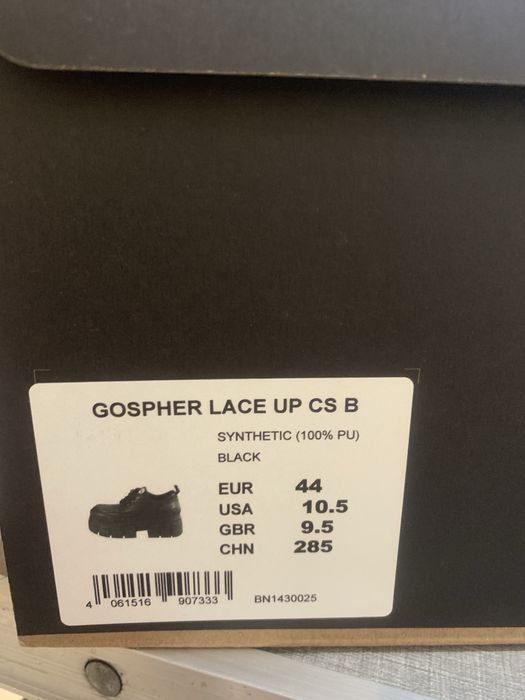 GOSPHER LACE UP CS B
SYNTHETIC (100% PU)
BLACK
EUR 44
USA 10.5
GBR 9.5
CHN 285
4 061516 907333 BN1430025